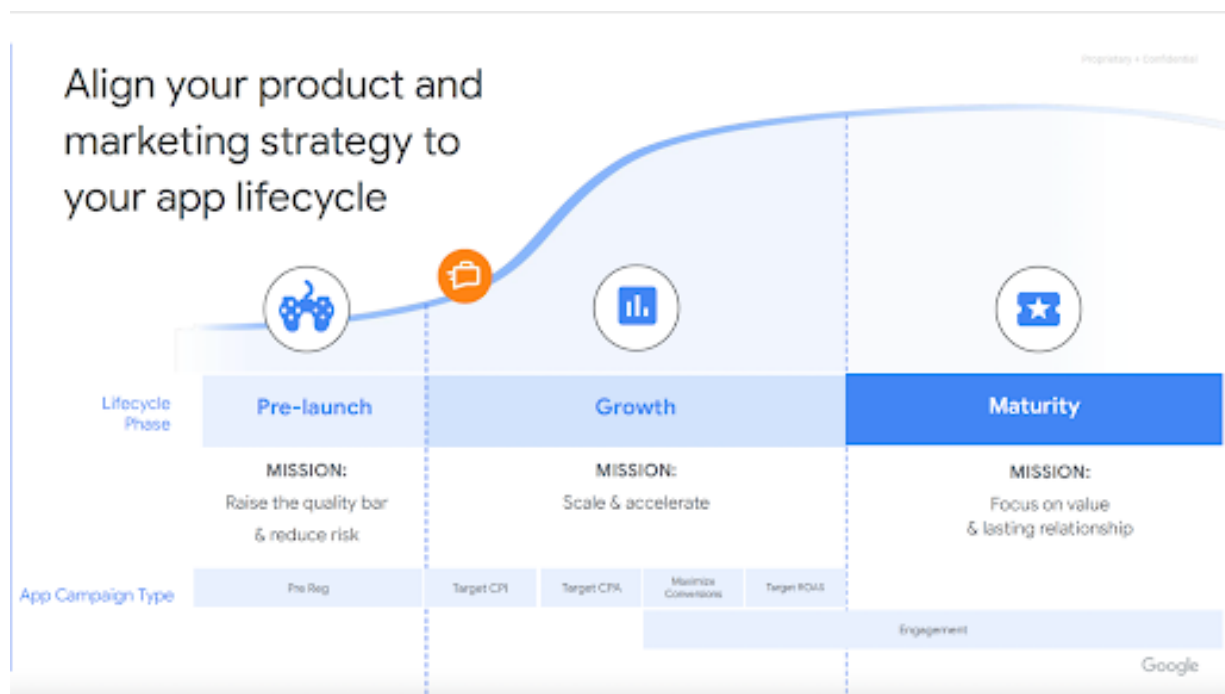 Proprietary + Confidential
Align your product and
marketing strategy to
your app lifecycle
Lifecycle
Phase
Pre-launch
Growth
Maturity
MISSION:
Raise the quality bar
& reduce risk
MISSION:
Scale & accelerate
MISSION:
Focus on value
& lasting relationship
App Campaign Type
Pre Reg
Target CPI
Target CPA
Maximize
Conversions
Target ROAS
Engagement
Google